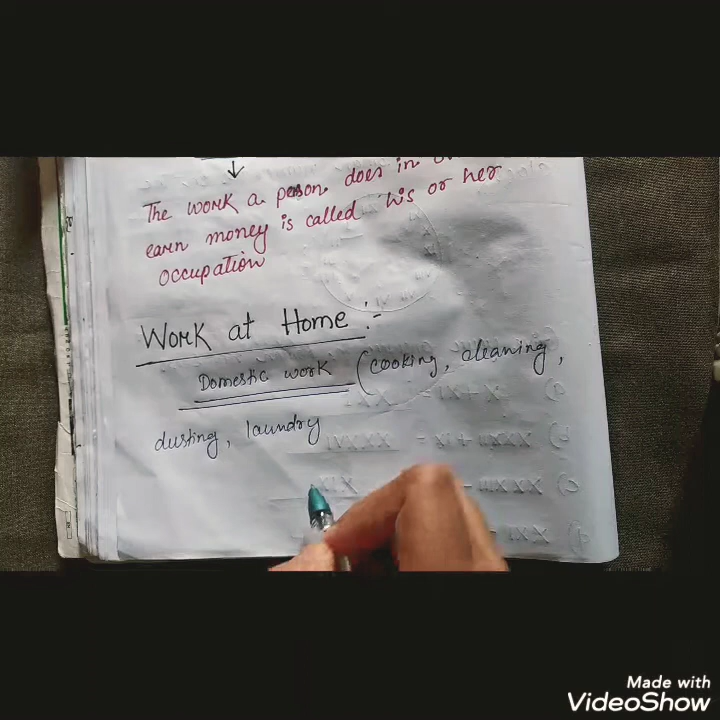 The work a person does in
earn money is called his or her
occupation
Work at Home :-
Domestic work (cooking, cleaning,
dusting, laundry
Made with
VideoShow